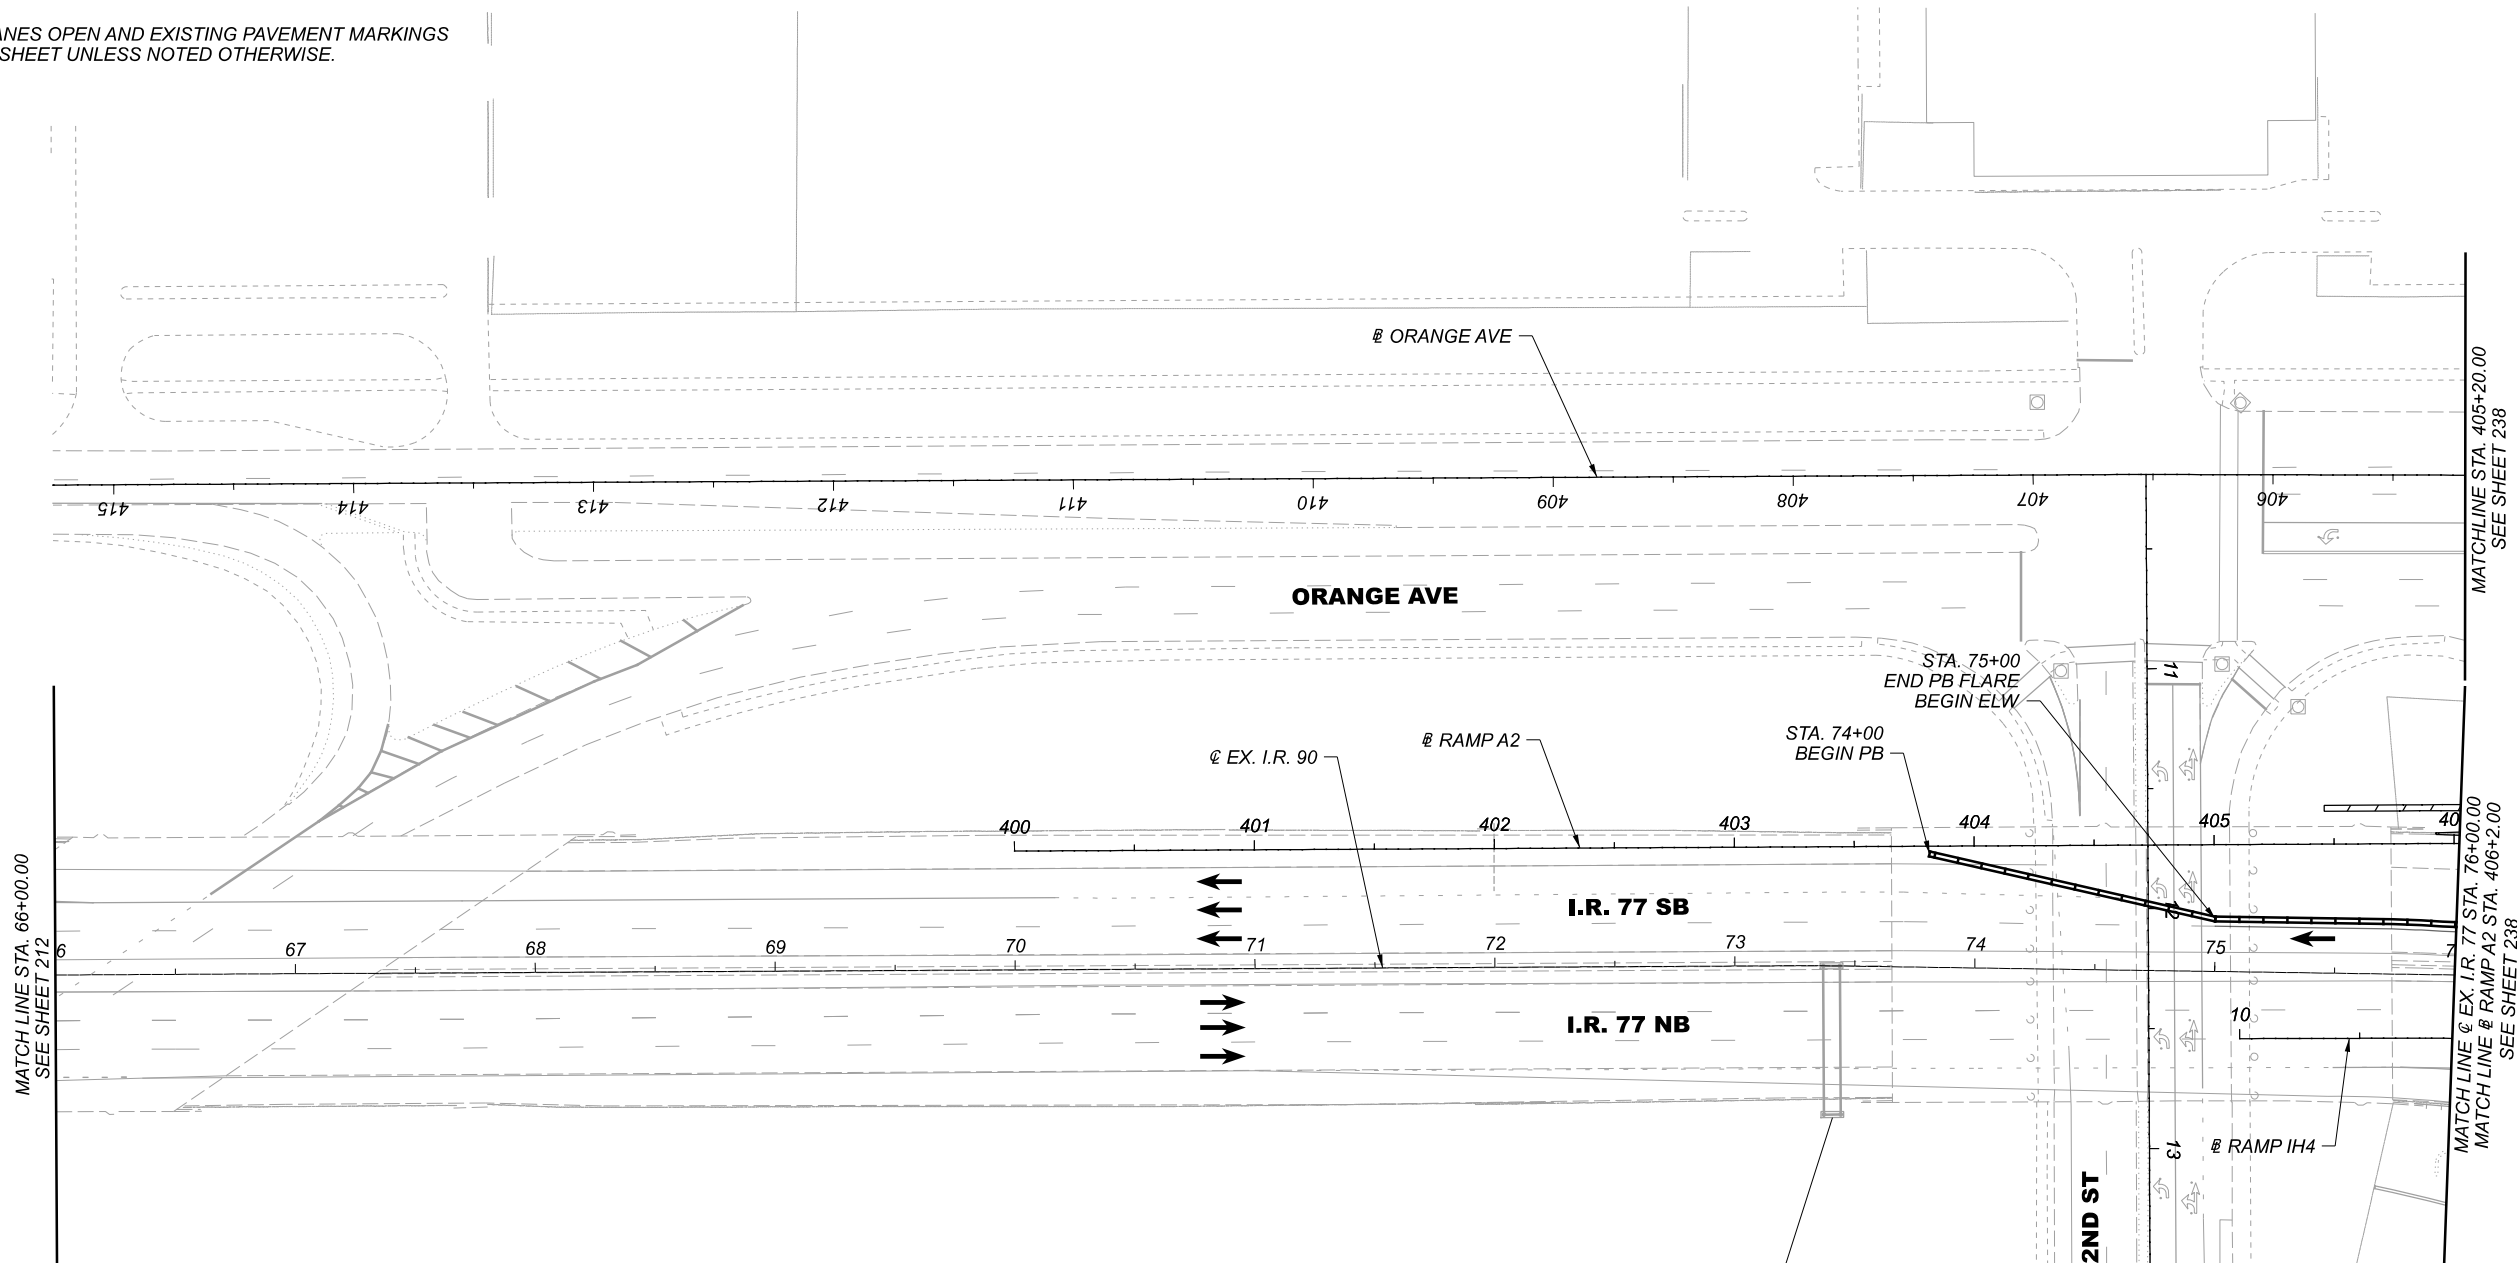 ANES OPEN AND EXISTING PAVEMENT MARKINGS
SHEET UNLESS NOTED OTHERWISE.
℄ ORANGE AVE
MATCHLINE STA. 405+20.00
SEE SHEET 238
415
414
413
412
411
410
409
408
407
406
ORANGE AVE
STA. 75+00
END PB FLARE
BEGIN ELW
11
STA. 74+00
BEGIN PB
℄ RAMP A2
℄ EX. I.R. 90
400
401
402
403
404
405
40
12
I.R. 77 SB
6
67
68
69
70
71
72
73
74
75
7
MATCH LINE STA. 66+00.00
SEE SHEET 212
I.R. 77 NB
10
MATCH LINE ℄ EX. I.R. 77 STA. 76+00.00
MATCH LINE ℄ RAMP A2 STA. 406+2.00
SEE SHEET 238
℄ RAMP IH4
13
2ND ST